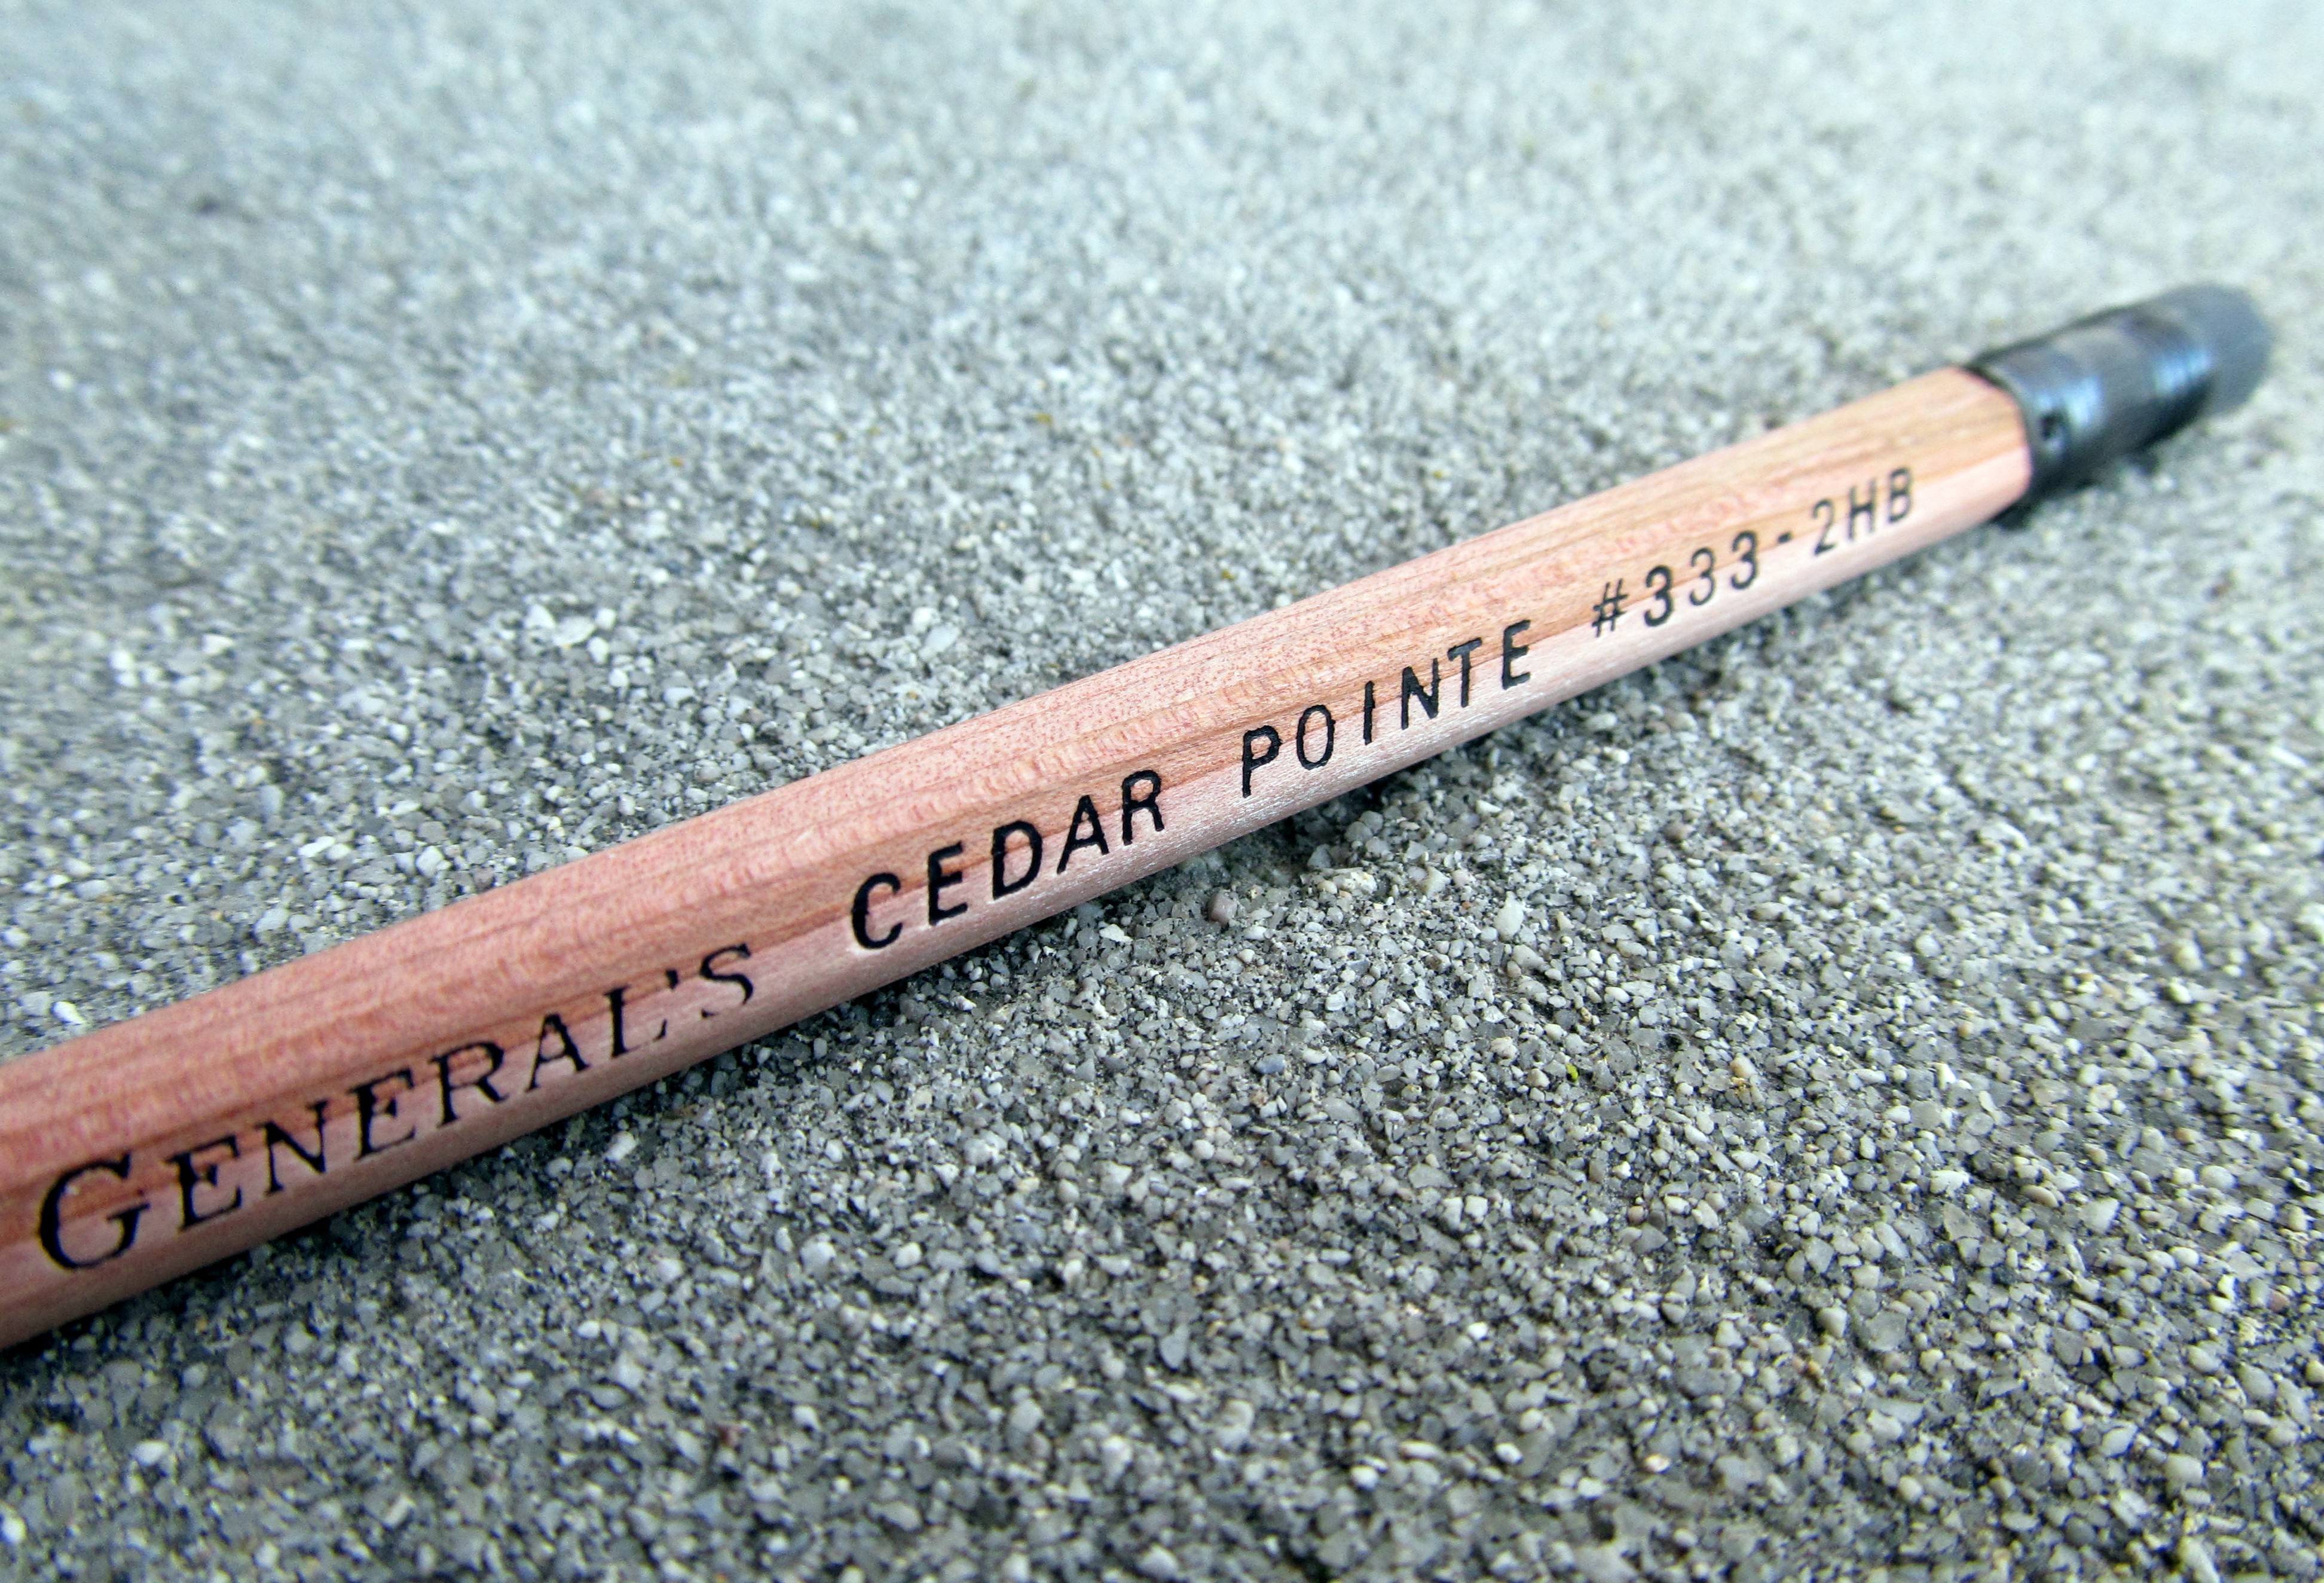 GENERAL'S CEDAR POINTE #333-2HB